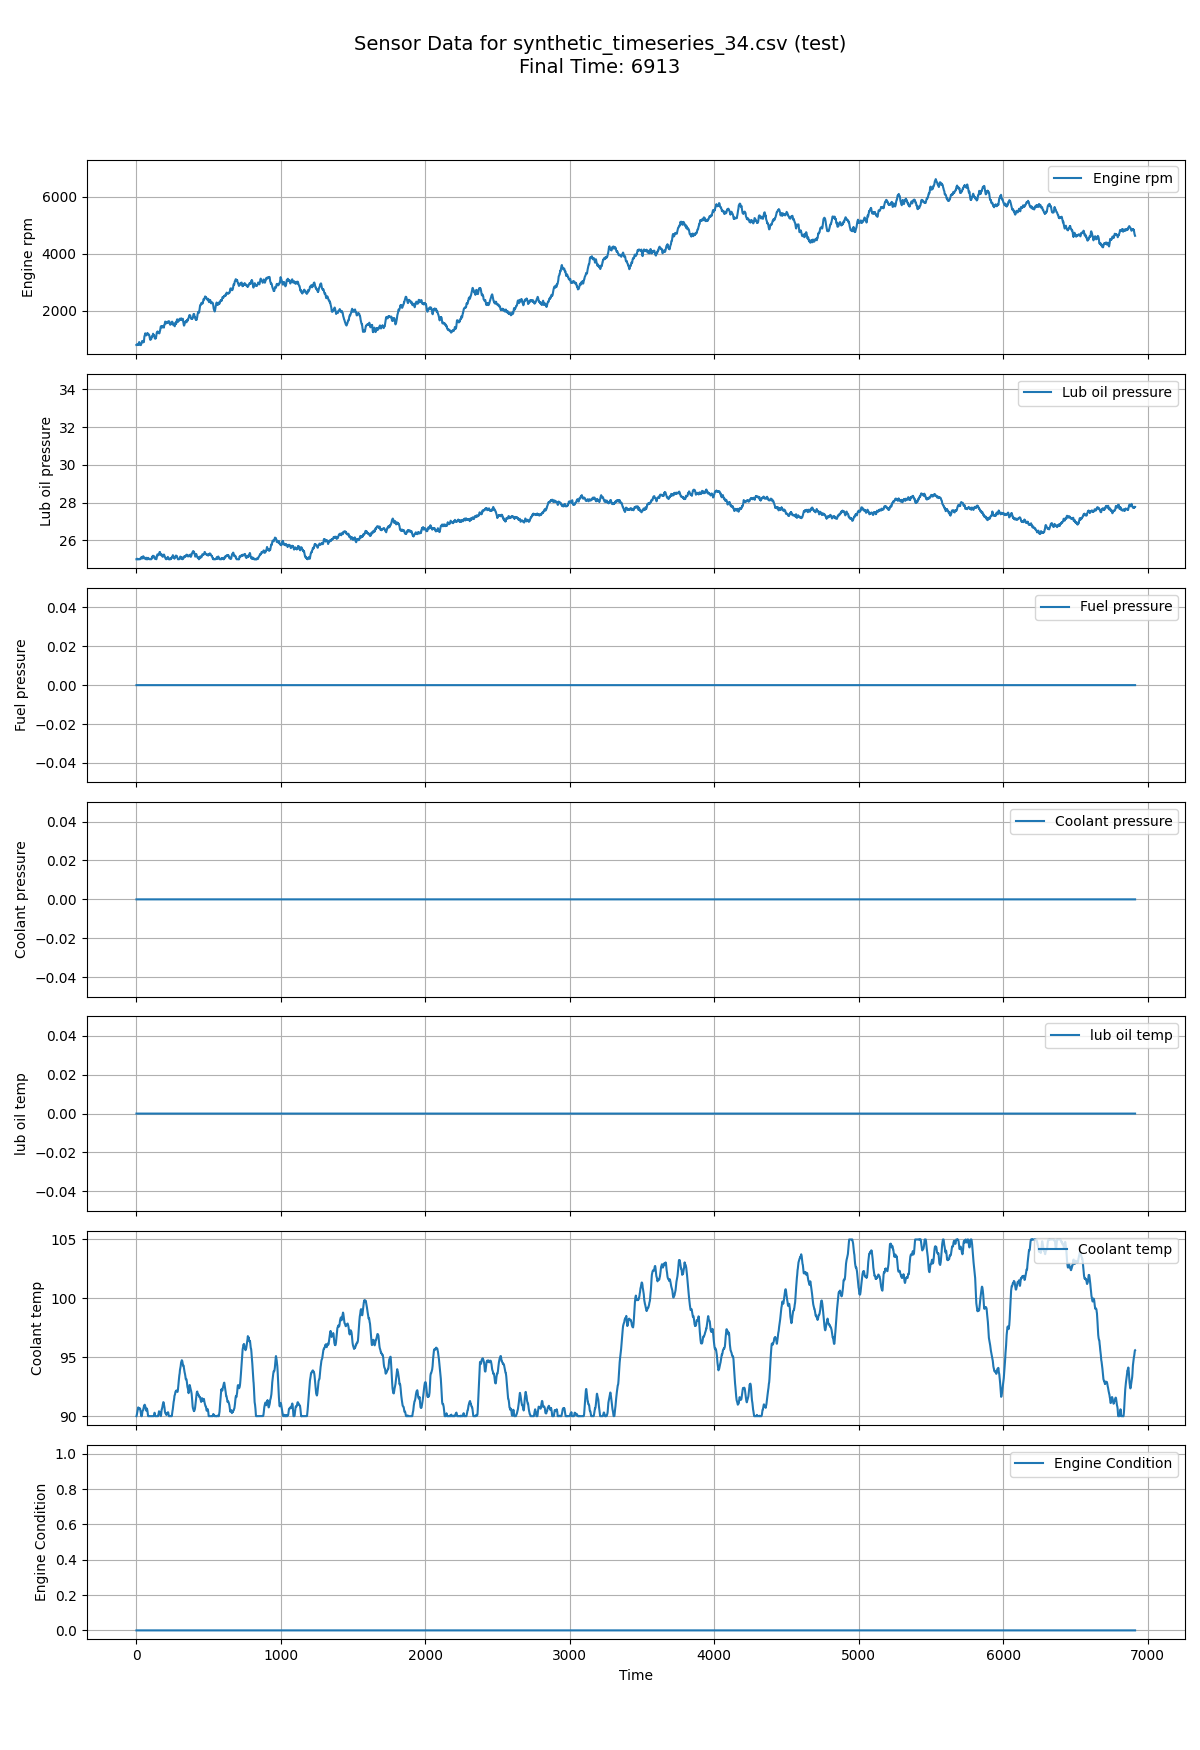 Sensor Data for synthetic_timeseries_34.csv (test)
Final Time: 6913
Engine rpm
6000
4000
2000
Engine rpm
Lub oil pressure
34
32
30
28
26
Lub oil pressure
Fuel pressure
0.04
0.02
0.00
−0.02
−0.04
Fuel pressure
Coolant pressure
0.04
0.02
0.00
−0.02
−0.04
Coolant pressure
lub oil temp
0.04
0.02
0.00
−0.02
−0.04
lub oil temp
Coolant temp
105
100
95
90
Coolant temp
Engine Condition
1.0
0.8
0.6
0.4
0.2
0.0
Engine Condition
0 1000 2000 3000 4000 5000 6000 7000
Time